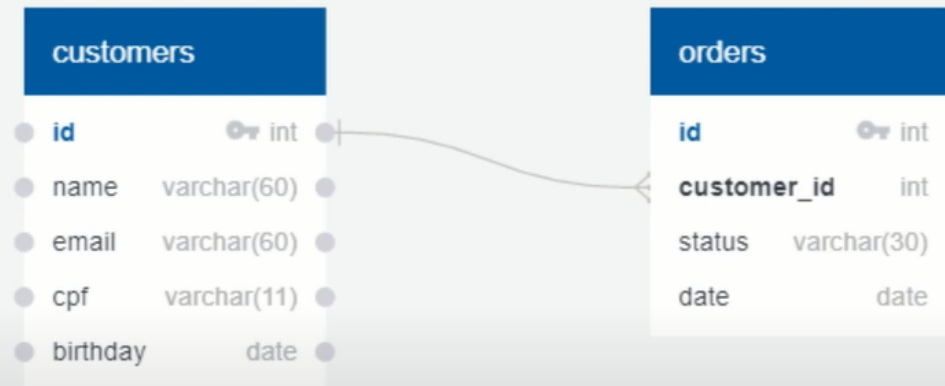 customers
id int
name varchar(60)
email varchar(60)
cpf varchar(11)
birthday date
orders
id int
customer_id int
status varchar(30)
date date